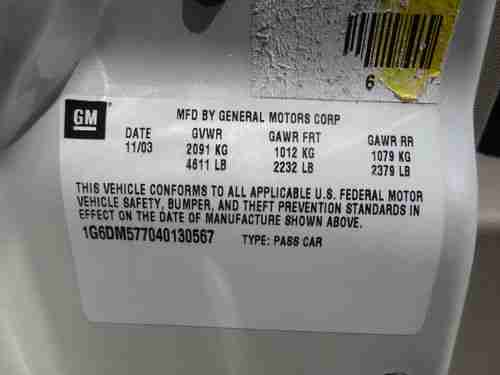 6
GM
MFD BY GENERAL MOTORS CORP
DATE GVWR GAWR FRT GAWR RR
11/03 2091 KG 1012 KG 1079 KG
4611 LB 2232 LB 2379 LB
THIS VEHICLE CONFORMS TO ALL APPLICABLE U.S. FEDERAL MOTOR
VEHICLE SAFETY, BUMPER, AND THEFT PREVENTION STANDARDS IN
EFFECT ON THE DATE OF MANUFACTURE SHOWN ABOVE.
1G6DM577040130567 TYPE: PASS CAR